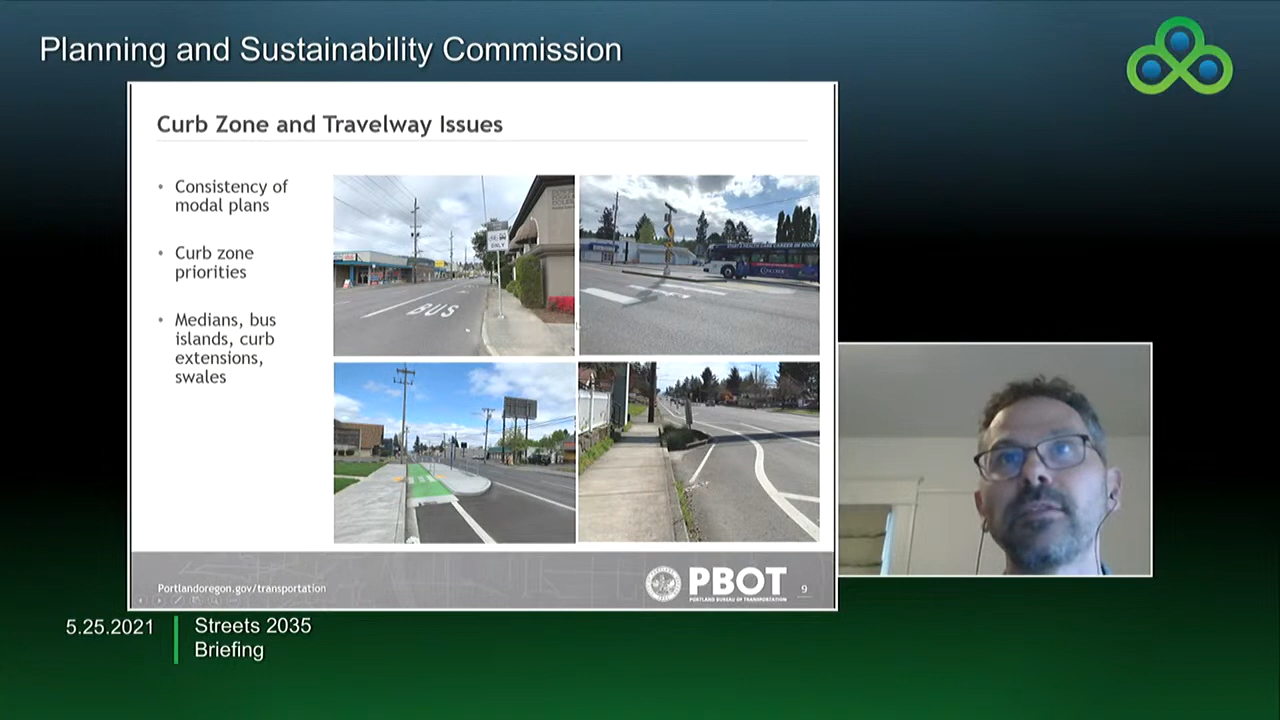 Planning and Sustainability Commission
Curb Zone and Travelway Issues
• Consistency of
modal plans
• Curb zone
priorities
• Medians, bus
islands, curb
extensions,
swales
ONLY
BUS
CONCORDE
Portlandoregon.gov/transportation
PBOT
PORTLAND BUREAU OF TRANSPORTATION
9
5.25.2021
Streets 2035
Briefing